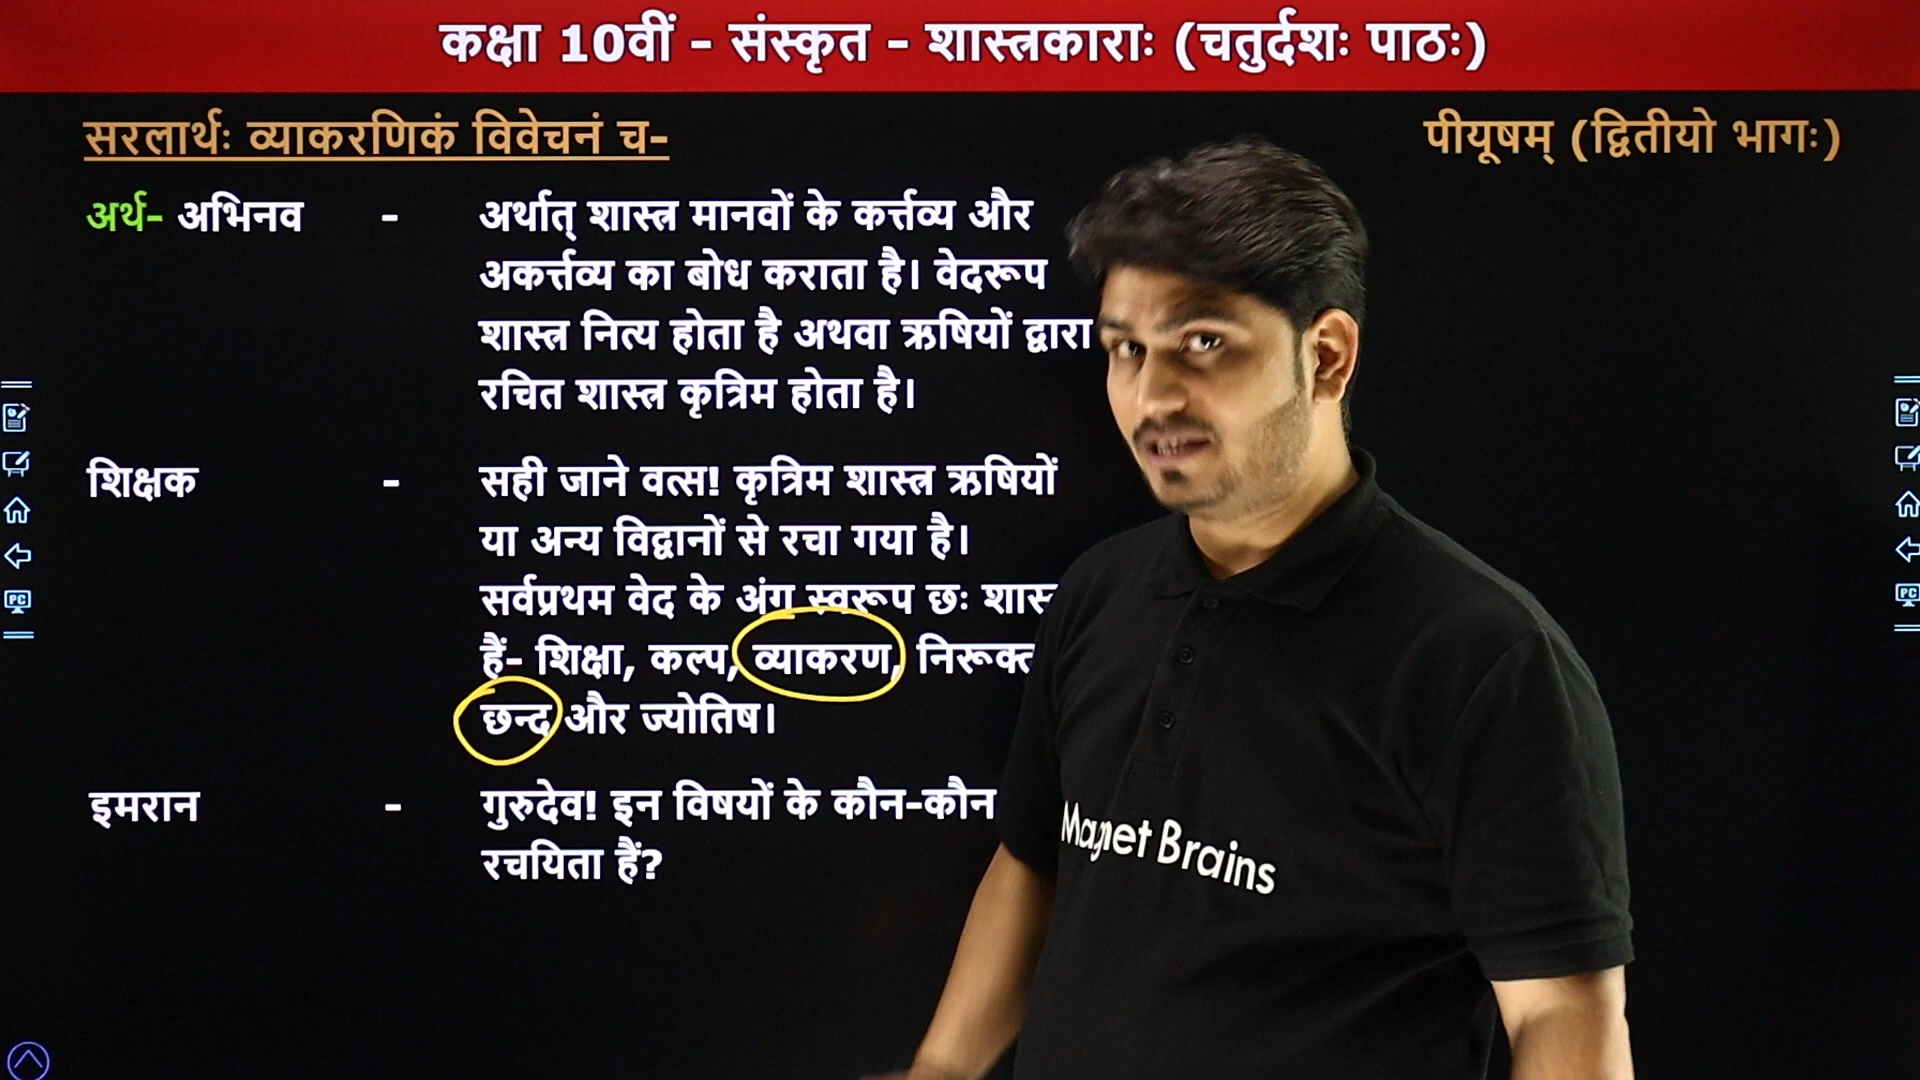 कक्षा 10वीं - संस्कृत - शास्त्रकाराः (चतुर्दशः पाठः)
सरलार्थः व्याकरणिकं विवेचनं च-
पीयूषम् (द्वितीयो भागः)
अर्थ- अभिनव - अर्थात् शास्त्र मानवों के कर्त्तव्य और
अकर्त्तव्य का बोध कराता है। वेदरूप
शास्त्र नित्य होता है अथवा ऋषियों द्वारा
रचित शास्त्र कृत्रिम होता है।
शिक्षक - सही जाने वत्स! कृत्रिम शास्त्र ऋषियों
या अन्य विद्वानों से रचा गया है।
सर्वप्रथम वेद के अंग स्वरूप छः
हैं- शिक्षा, कल्प, व्याकरण, निरूक्त
छन्द और ज्योतिष।
इमरान - गुरुदेव! इन विषयों के कौन-कौन
रचयिता हैं?
Magnet Brains
PC
PC